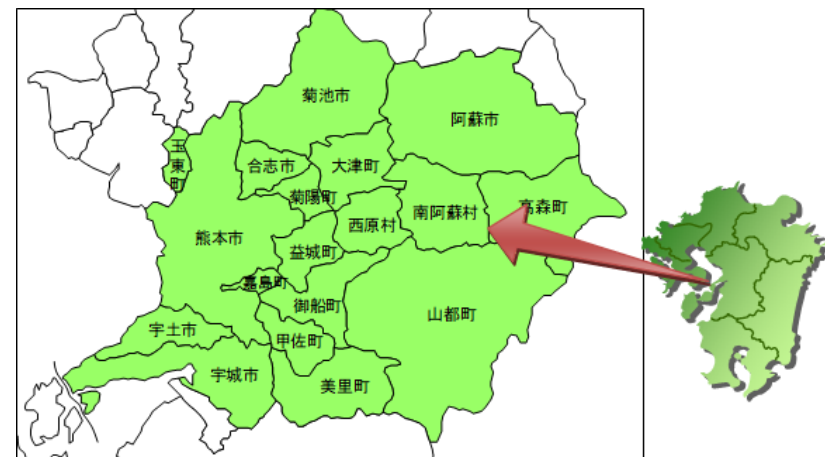 菊池市
阿蘇市
玉東町
合志市
大津町
菊陽町
南阿蘇村
高森町
西原村
熊本市
益城町
嘉島町
御船町
山都町
宇土市
甲佐町
宇城市
美里町